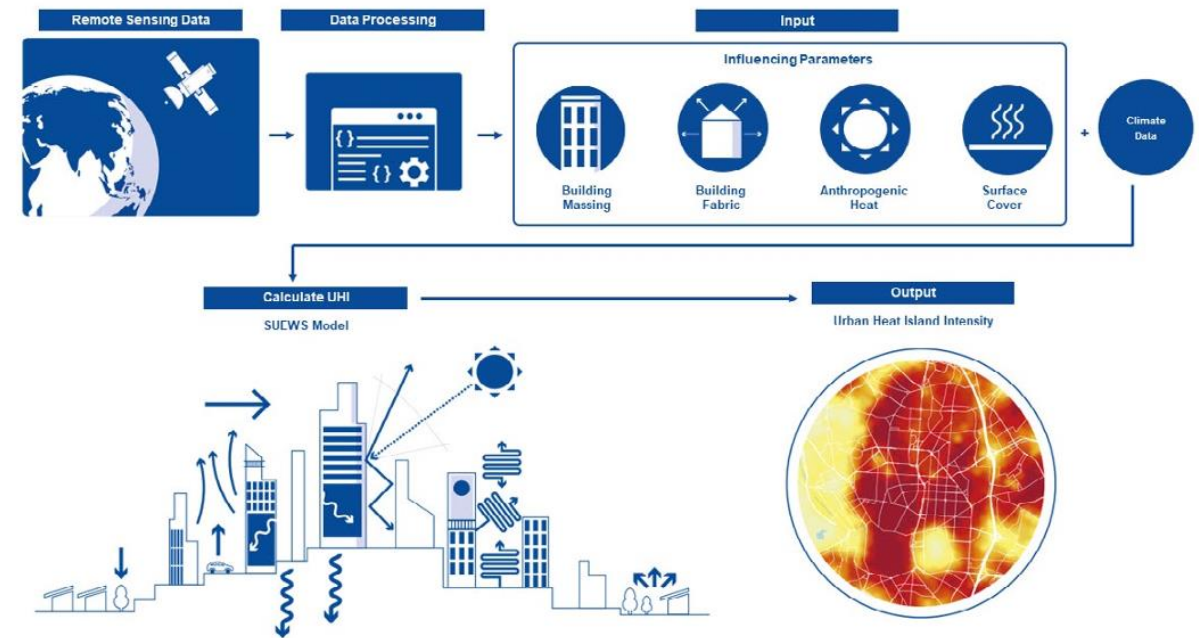 Remote Sensing Data
Data Processing
Input
Influencing Parameters
{}
{}
Building
Massing
Building
Fabric
Anthropogenic
Heat
Surface
Cover
+
Climate
Data
Calculate UHI
SUEWS Model
Output
Urban Heat Island Intensity